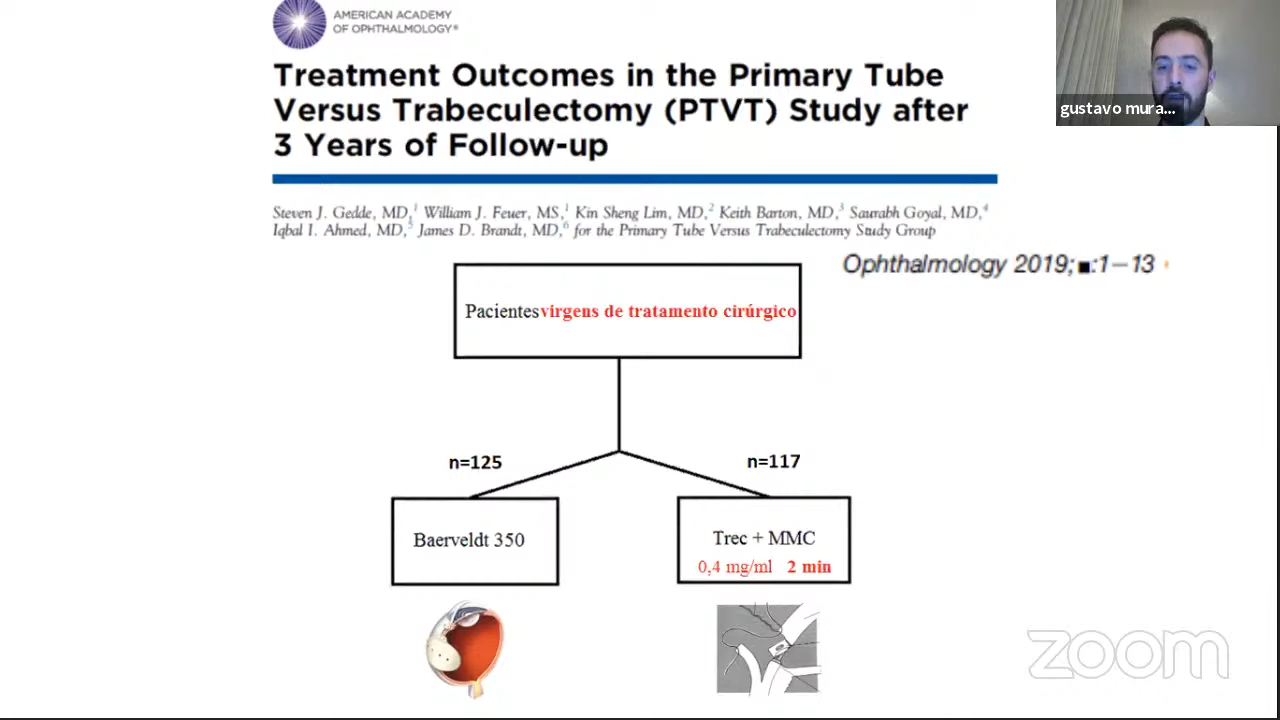 AMERICAN ACADEMY
OF OPHTHALMOLOGY®
Treatment Outcomes in the Primary Tube
Versus Trabeculectomy (PTVT) Study after
3 Years of Follow-up
gustavo mura...
Steven J. Gedde, MD,¹ William J. Feuer, MS,¹ Kin Sheng Lim, MD,² Keith Barton, MD,³ Saurabh Goyal, MD,⁴
Iqbal I. Ahmed, MD,⁵ James D. Brandt, MD,⁶ for the Primary Tube Versus Trabeculectomy Study Group
Ophthalmology 2019;■:1–13
Pacientes virgens de tratamento cirúrgico
n=125
n=117
Baerveldt 350
Trec + MMC
0,4 mg/ml 2 min
zoom